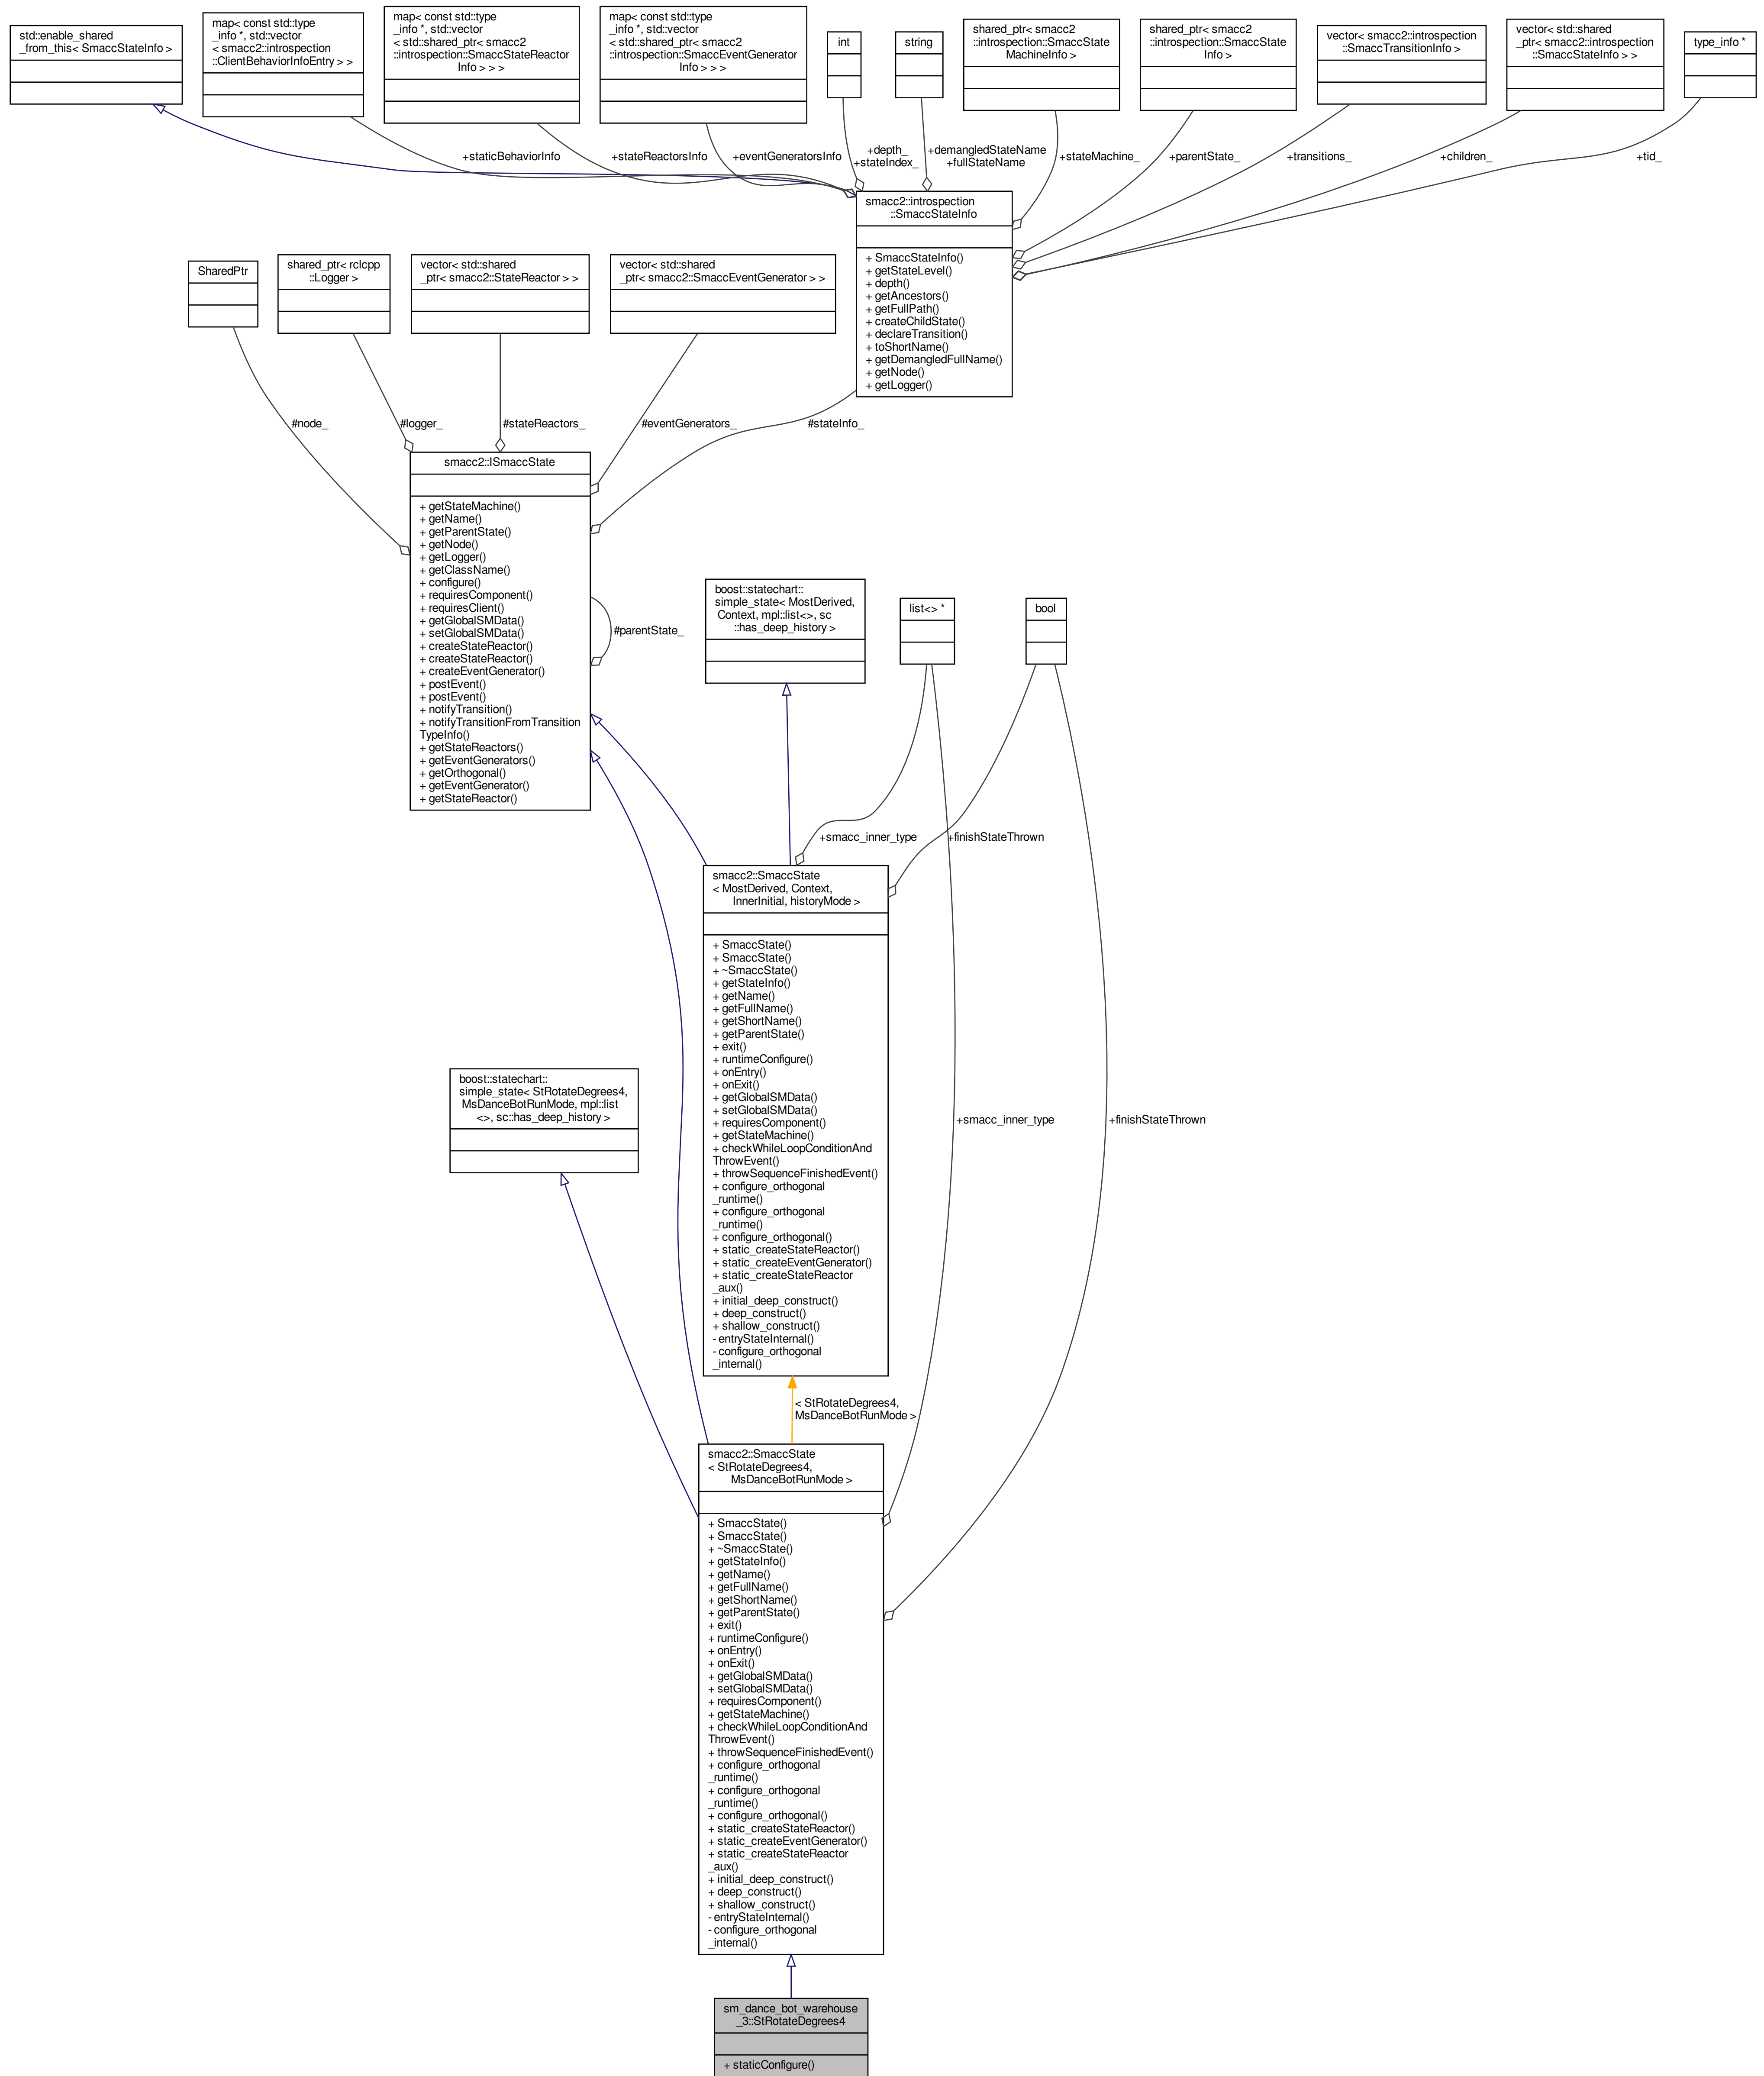 std::enable_shared
_from_this< SmaccStateInfo >
map< const std::type
_info *, std::vector
< smacc2::introspection
::ClientBehaviorInfoEntry > >
map< const std::type
_info *, std::vector
< std::shared_ptr< smacc2
::introspection::SmaccStateReactor
Info > > >
map< const std::type
_info *, std::vector
< std::shared_ptr< smacc2
::introspection::SmaccEventGenerator
Info > > >
int
string
shared_ptr< smacc2
::introspection::SmaccState
MachineInfo >
shared_ptr< smacc2
::introspection::SmaccState
Info >
vector< smacc2::introspection
::SmaccTransitionInfo >
vector< std::shared
_ptr< smacc2::introspection
::SmaccStateInfo > >
type_info *
+staticBehaviorInfo
+stateReactorsInfo
+eventGeneratorsInfo
+depth_
+stateIndex_
+demangledStateName
+fullStateName
+stateMachine_
+parentState_
+transitions_
+children_
+tid_
smacc2::introspection
::SmaccStateInfo
+ SmaccStateInfo()
+ getStateLevel()
+ depth()
+ getAncestors()
+ getFullPath()
+ createChildState()
+ declareTransition()
+ toShortName()
+ getDemangledFullName()
+ getNode()
+ getLogger()
SharedPtr
shared_ptr< rclcpp
::Logger >
vector< std::shared
_ptr< smacc2::StateReactor > >
vector< std::shared
_ptr< smacc2::SmaccEventGenerator > >
#node_
#logger_
#stateReactors_
#eventGenerators_
#stateInfo_
smacc2::ISmaccState
+ getStateMachine()
+ getName()
+ getParentState()
+ getNode()
+ getLogger()
+ getClassName()
+ configure()
+ requiresComponent()
+ requiresClient()
+ getGlobalSMData()
+ setGlobalSMData()
+ createStateReactor()
+ createStateReactor()
+ createEventGenerator()
+ postEvent()
+ postEvent()
+ notifyTransition()
+ notifyTransitionFromTransition
TypeInfo()
+ getStateReactors()
+ getEventGenerators()
+ getOrthogonal()
+ getEventGenerator()
+ getStateReactor()
#parentState_
boost::statechart::
simple_state< MostDerived,
Context, mpl::list<>, sc
::has_deep_history >
list<> *
bool
+smacc_inner_type
+finishStateThrown
smacc2::SmaccState
< MostDerived, Context,
InnerInitial, historyMode >
+ SmaccState()
+ SmaccState()
+ ~SmaccState()
+ getStateInfo()
+ getName()
+ getFullName()
+ getShortName()
+ getParentState()
+ exit()
+ runtimeConfigure()
+ onEntry()
+ onExit()
+ getGlobalSMData()
+ setGlobalSMData()
+ requiresComponent()
+ getStateMachine()
+ checkWhileLoopConditionAnd
ThrowEvent()
+ throwSequenceFinishedEvent()
+ configure_orthogonal
_runtime()
+ configure_orthogonal
_runtime()
+ configure_orthogonal()
+ static_createStateReactor()
+ static_createEventGenerator()
+ static_createStateReactor
_aux()
+ initial_deep_construct()
+ deep_construct()
+ shallow_construct()
- entryStateInternal()
- configure_orthogonal
_internal()
boost::statechart::
simple_state< StRotateDegrees4,
MsDanceBotRunMode, mpl::list
<>, sc::has_deep_history >
+smacc_inner_type
+finishStateThrown
< StRotateDegrees4,
MsDanceBotRunMode >
smacc2::SmaccState
< StRotateDegrees4,
MsDanceBotRunMode >
+ SmaccState()
+ SmaccState()
+ ~SmaccState()
+ getStateInfo()
+ getName()
+ getFullName()
+ getShortName()
+ getParentState()
+ exit()
+ runtimeConfigure()
+ onEntry()
+ onExit()
+ getGlobalSMData()
+ setGlobalSMData()
+ requiresComponent()
+ getStateMachine()
+ checkWhileLoopConditionAnd
ThrowEvent()
+ throwSequenceFinishedEvent()
+ configure_orthogonal
_runtime()
+ configure_orthogonal
_runtime()
+ configure_orthogonal()
+ static_createStateReactor()
+ static_createEventGenerator()
+ static_createStateReactor
_aux()
+ initial_deep_construct()
+ deep_construct()
+ shallow_construct()
- entryStateInternal()
- configure_orthogonal
_internal()
sm_dance_bot_warehouse
_3::StRotateDegrees4
+ staticConfigure()